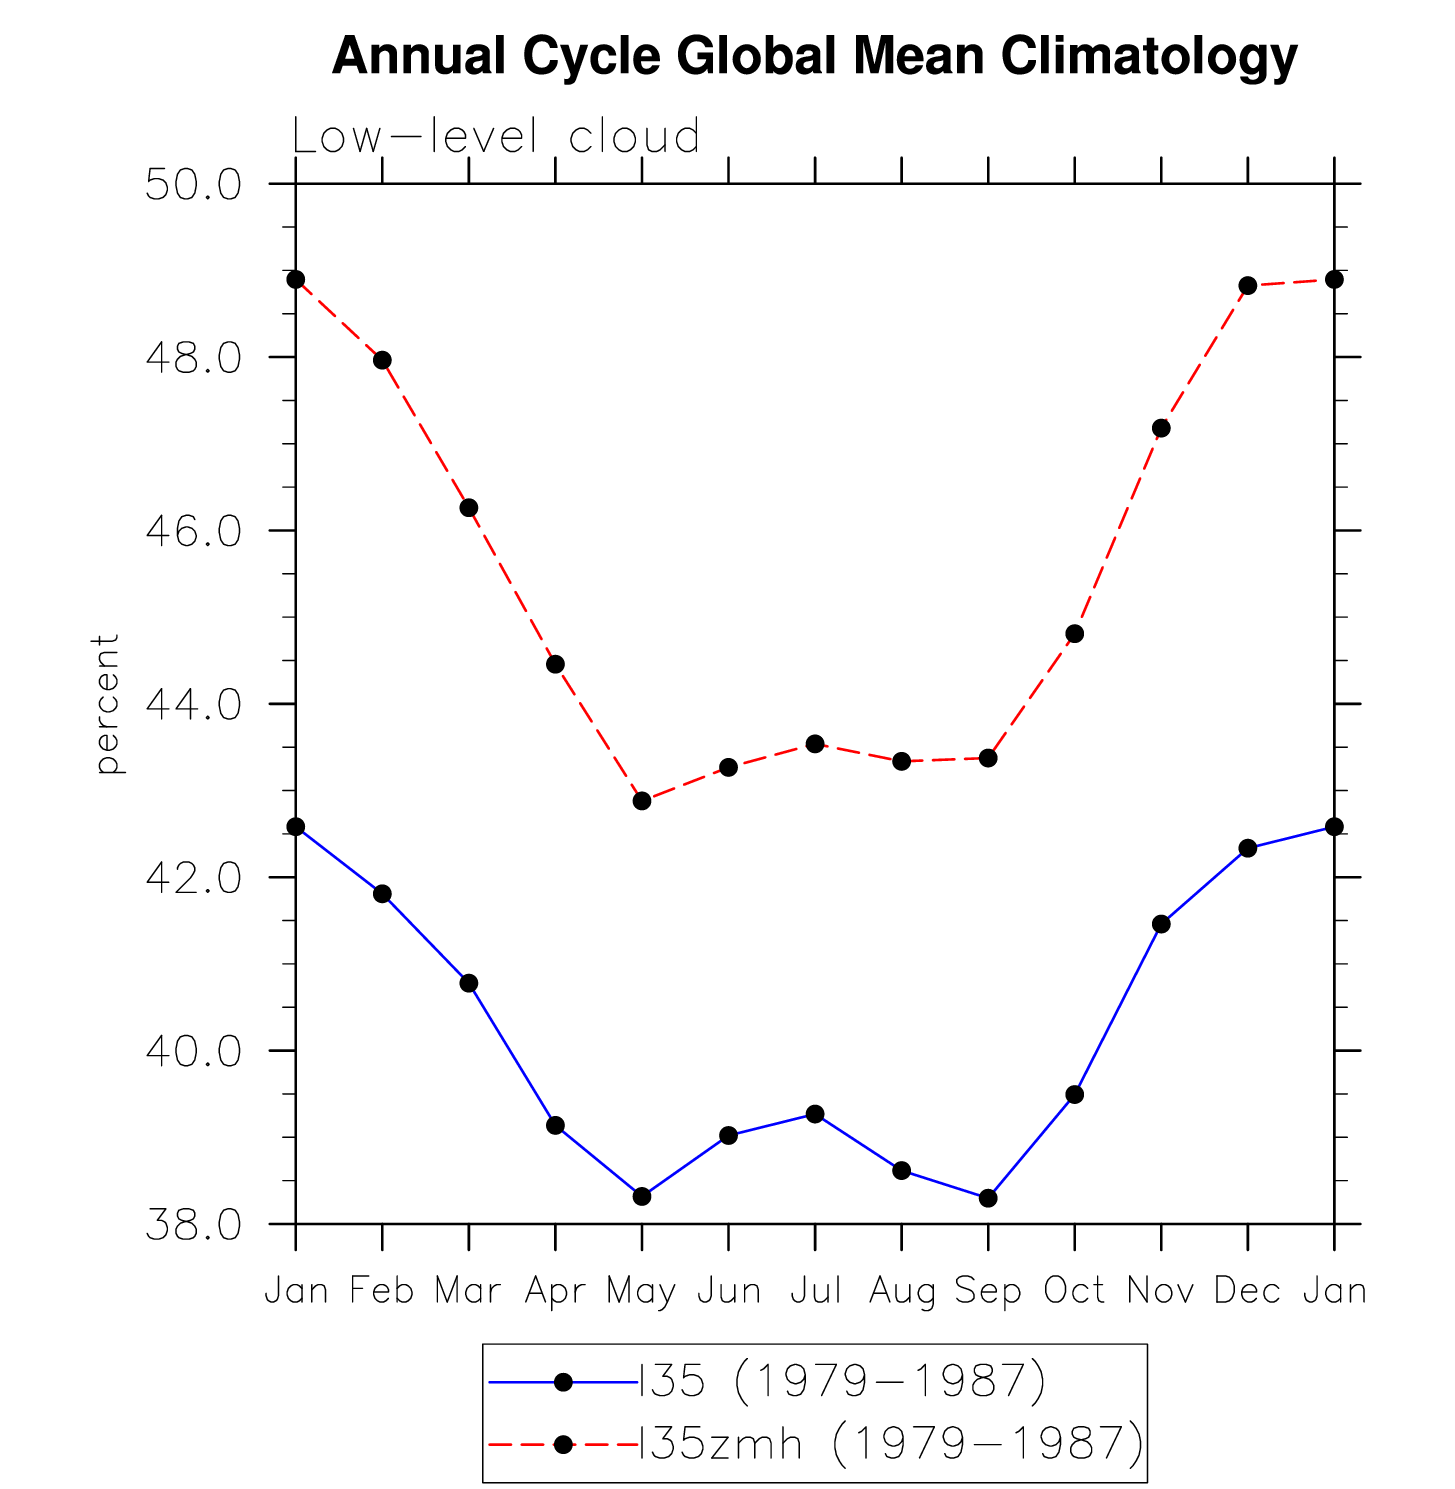 Annual Cycle Global Mean Climatology
Low-level cloud
50.0
48.0
46.0
44.0
42.0
40.0
38.0
percent
Jan Feb Mar Apr May Jun Jul Aug Sep Oct Nov Dec Jan
I35 (1979-1987)
I35zmh (1979-1987)